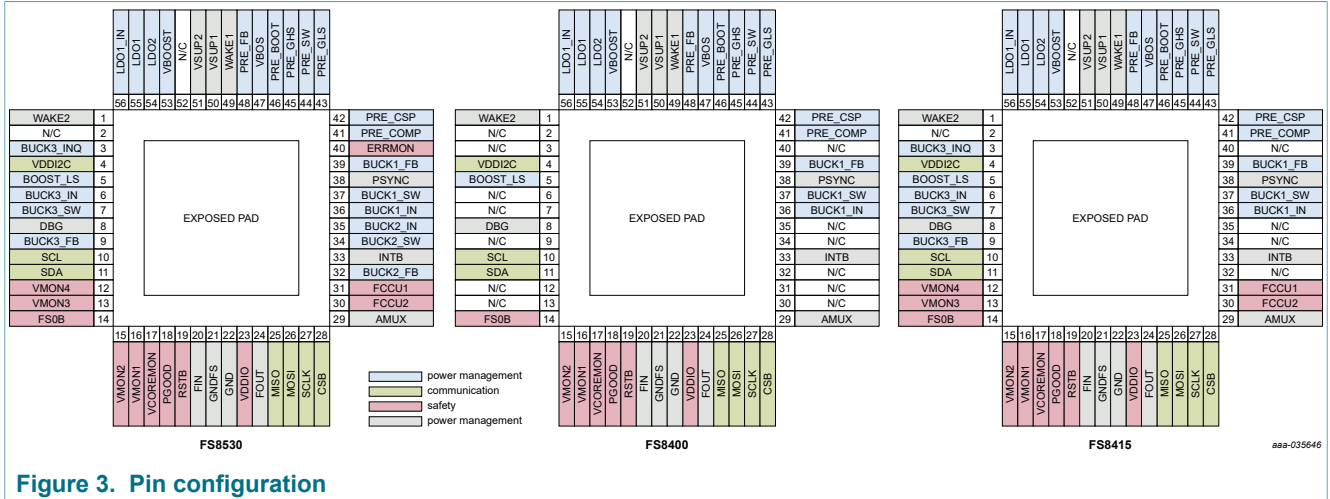 LDO1_IN
LDO1
LDO2
VBOOST
N/C
VSUP2
VSUP1
WAKE1
PRE_FB
VBOS
PRE_BOOT
PRE_GHS
PRE_SW
PRE_GLS
56 55 54 53 52 51 50 49 48 47 46 45 44 43
WAKE2 1
N/C 2
BUCK3_INQ 3
VDDI2C 4
BOOST_LS 5
BUCK3_IN 6
BUCK3_SW 7
DBG 8
BUCK3_FB 9
SCL 10
SDA 11
VMON4 12
VMON3 13
FS0B 14
EXPOSED PAD
42 PRE_CSP
41 PRE_COMP
40 ERRMON
39 BUCK1_FB
38 PSYNC
37 BUCK1_SW
36 BUCK1_IN
35 BUCK2_IN
34 BUCK2_SW
33 INTB
32 BUCK2_FB
31 FCCU1
30 FCCU2
29 AMUX
15 16 17 18 19 20 21 22 23 24 25 26 27 28
VMON2
VMON1
VCOREMON
PGOOD
RSTB
FIN
GNDFS
GND
VDDIO
FOUT
MISO
MOSI
SCLK
CSB
FS8530
LDO1_IN
LDO1
LDO2
VBOOST
N/C
VSUP2
VSUP1
WAKE1
PRE_FB
VBOS
PRE_BOOT
PRE_GHS
PRE_SW
PRE_GLS
56 55 54 53 52 51 50 49 48 47 46 45 44 43
WAKE2 1
N/C 2
N/C 3
VDDI2C 4
BOOST_LS 5
N/C 6
N/C 7
DBG 8
N/C 9
SCL 10
SDA 11
N/C 12
N/C 13
FS0B 14
EXPOSED PAD
42 PRE_CSP
41 PRE_COMP
40 N/C
39 BUCK1_FB
38 PSYNC
37 BUCK1_SW
36 BUCK1_IN
35 N/C
34 N/C
33 INTB
32 N/C
31 N/C
30 N/C
29 AMUX
15 16 17 18 19 20 21 22 23 24 25 26 27 28
VMON2
VMON1
VCOREMON
PGOOD
RSTB
FIN
GNDFS
GND
VDDIO
FOUT
MISO
MOSI
SCLK
CSB
FS8400
LDO1_IN
LDO1
LDO2
VBOOST
N/C
VSUP2
VSUP1
WAKE1
PRE_FB
VBOS
PRE_BOOT
PRE_GHS
PRE_SW
PRE_GLS
56 55 54 53 52 51 50 49 48 47 46 45 44 43
WAKE2 1
N/C 2
BUCK3_INQ 3
VDDI2C 4
BOOST_LS 5
BUCK3_IN 6
BUCK3_SW 7
DBG 8
BUCK3_FB 9
SCL 10
SDA 11
VMON4 12
VMON3 13
FS0B 14
EXPOSED PAD
42 PRE_CSP
41 PRE_COMP
40 N/C
39 BUCK1_FB
38 PSYNC
37 BUCK1_SW
36 BUCK1_IN
35 N/C
34 N/C
33 INTB
32 N/C
31 FCCU1
30 FCCU2
29 AMUX
15 16 17 18 19 20 21 22 23 24 25 26 27 28
VMON2
VMON1
VCOREMON
PGOOD
RSTB
FIN
GNDFS
GND
VDDIO
FOUT
MISO
MOSI
SCLK
CSB
FS8415
power management
communication
safety
power management
aaa-035646
Figure 3. Pin configuration